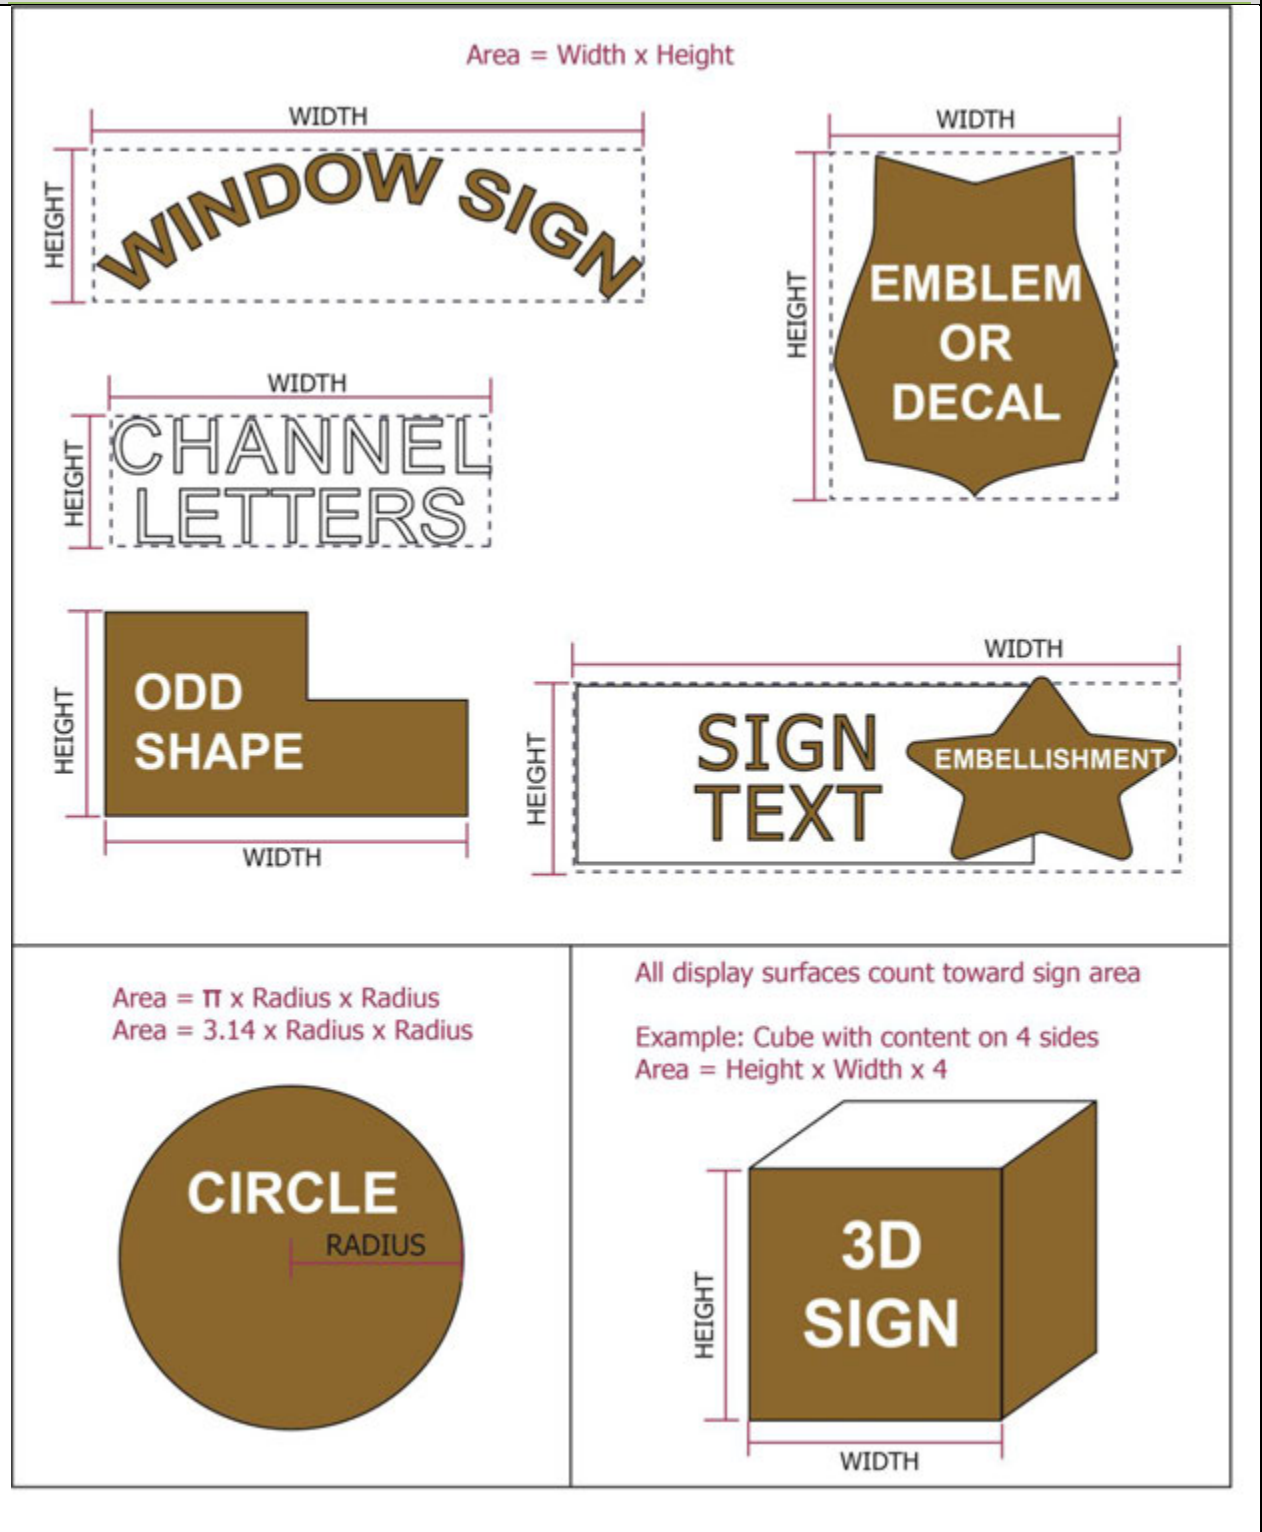 Area = Width x Height
WIDTH
HEIGHT
WINDOW SIGN
WIDTH
HEIGHT
EMBLEM
OR
DECAL
WIDTH
HEIGHT
CHANNEL
LETTERS
HEIGHT
ODD
SHAPE
WIDTH
WIDTH
HEIGHT
SIGN
TEXT
EMBELLISHMENT
Area = π x Radius x Radius
Area = 3.14 x Radius x Radius
CIRCLE
RADIUS
All display surfaces count toward sign area
Example: Cube with content on 4 sides
Area = Height x Width x 4
HEIGHT
3D
SIGN
WIDTH